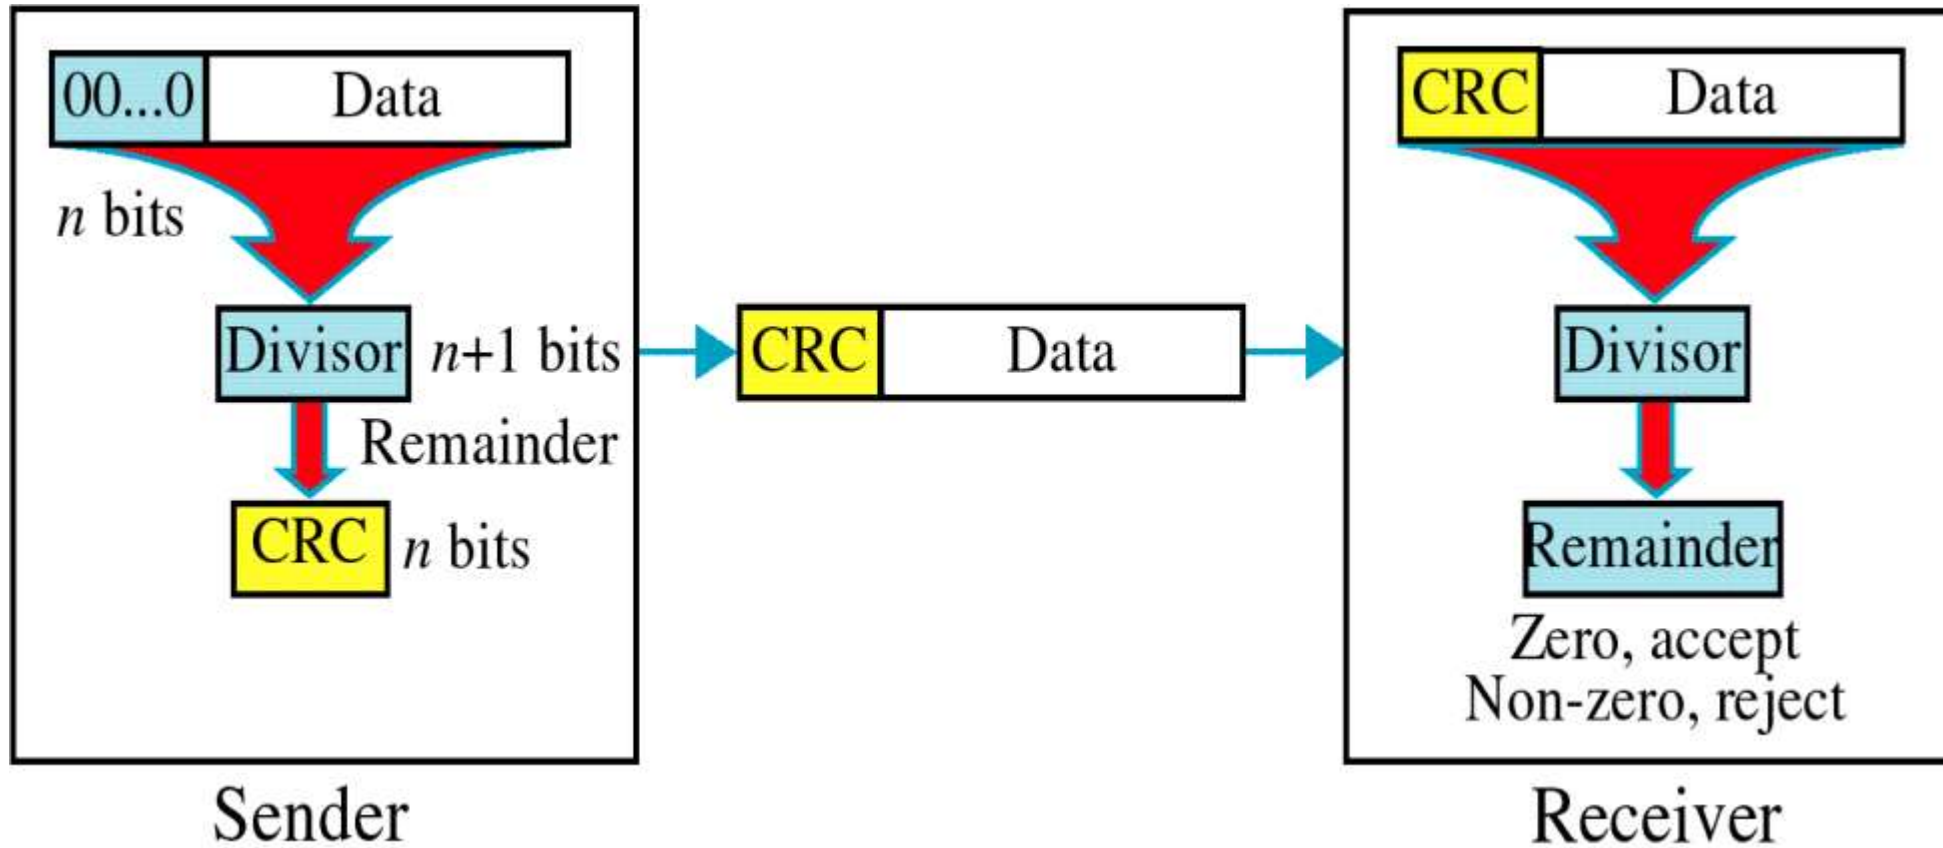 00...0 Data
n bits
Divisor n+1 bits
Remainder
CRC n bits
Sender
CRC Data
CRC Data
Divisor
Remainder
Zero, accept
Non-zero, reject
Receiver